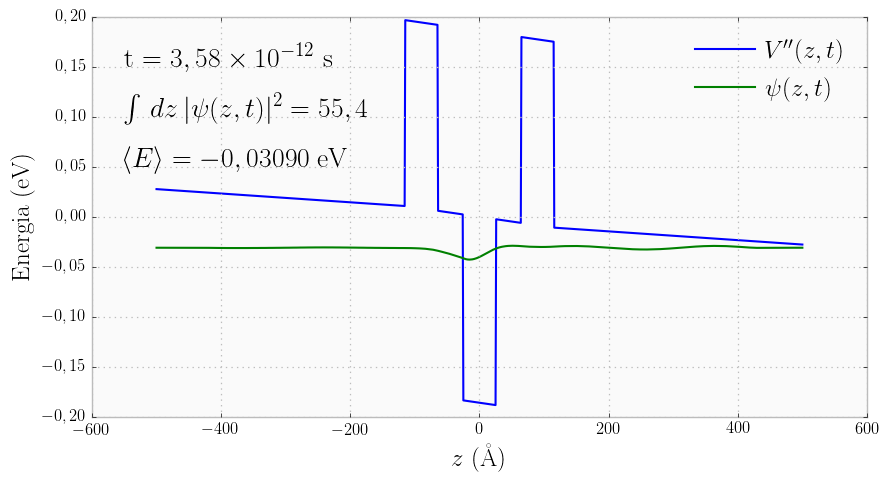 t = 3,58 × 10⁻¹² s
∫ dz |ψ(z,t)|² = 55,4
⟨E⟩ = −0,03090 eV
V′′(z,t)
ψ(z,t)
Energia (eV)
0,20
0,15
0,10
0,05
0,00
−0,05
−0,10
−0,15
−0,20
−600 −400 −200 0 200 400 600
z (Å)